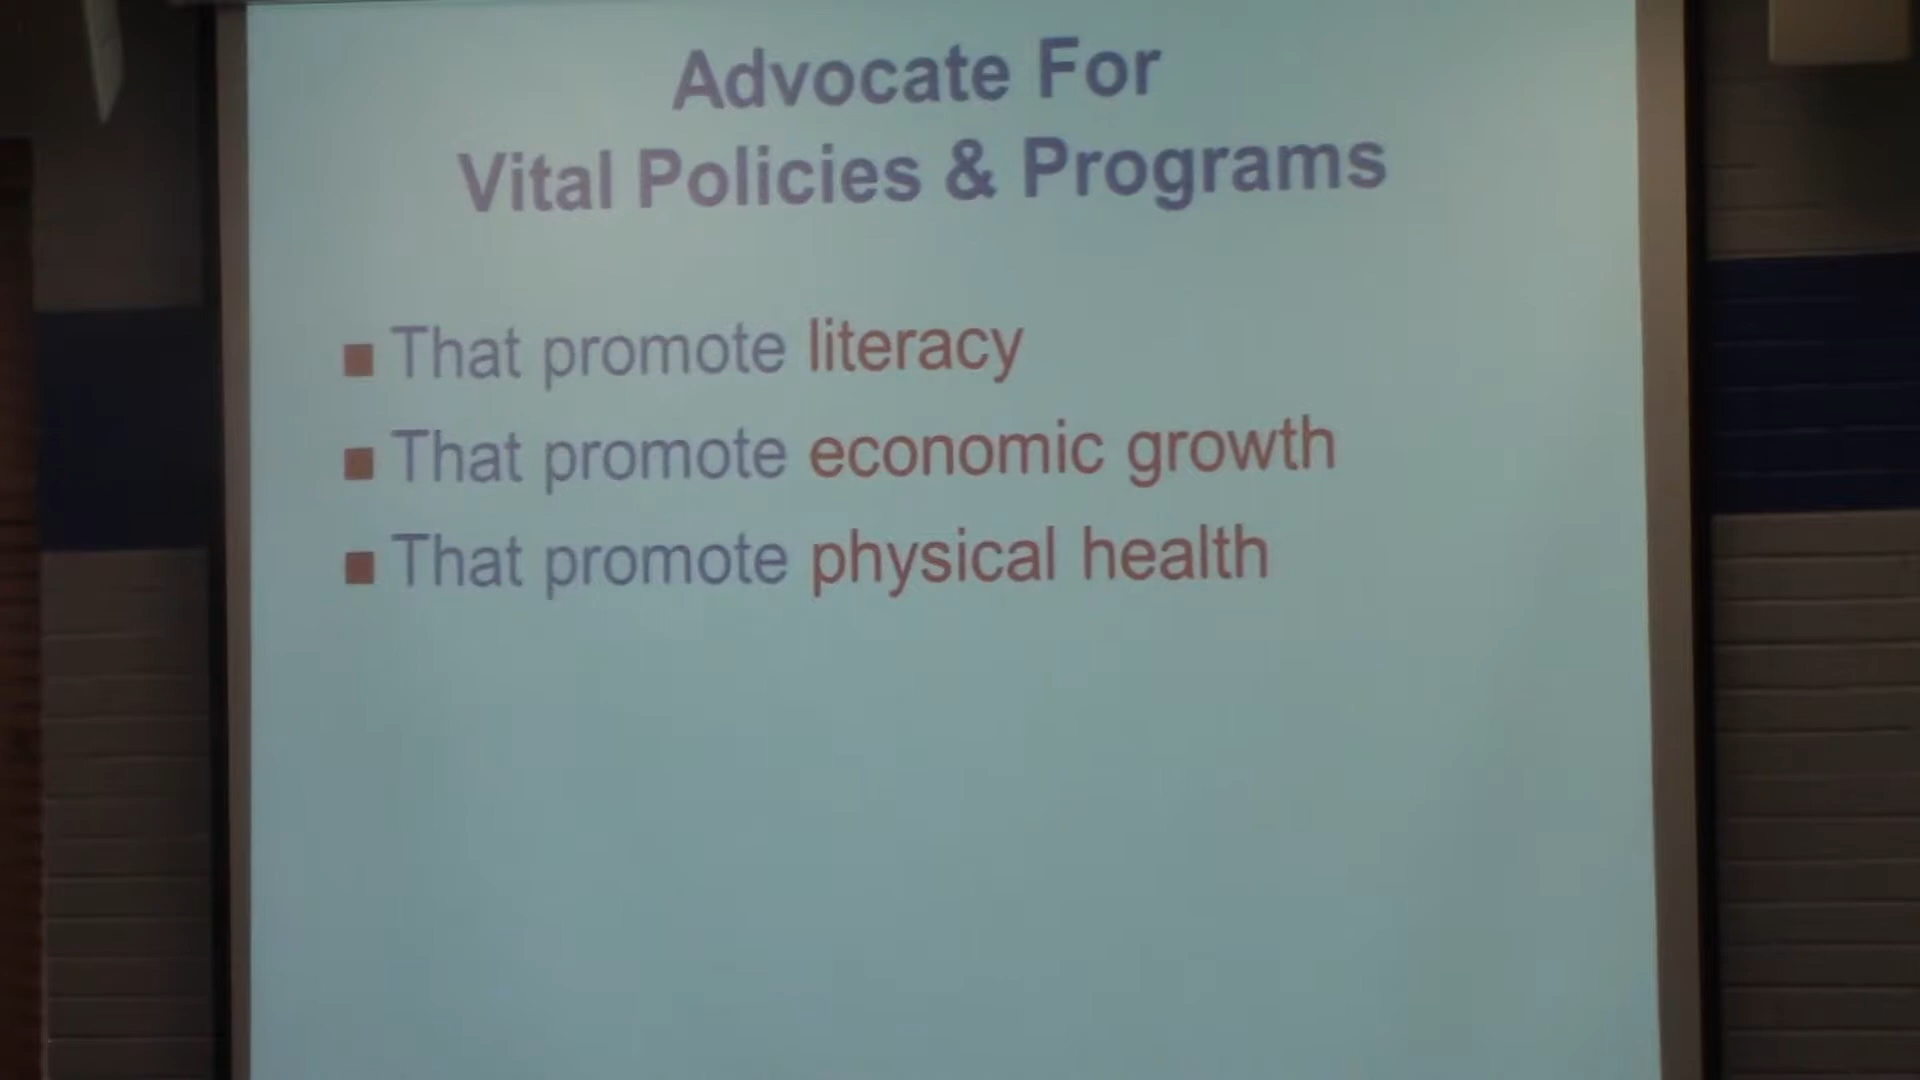 Advocate For
Vital Policies & Programs
That promote literacy
That promote economic growth
That promote physical health